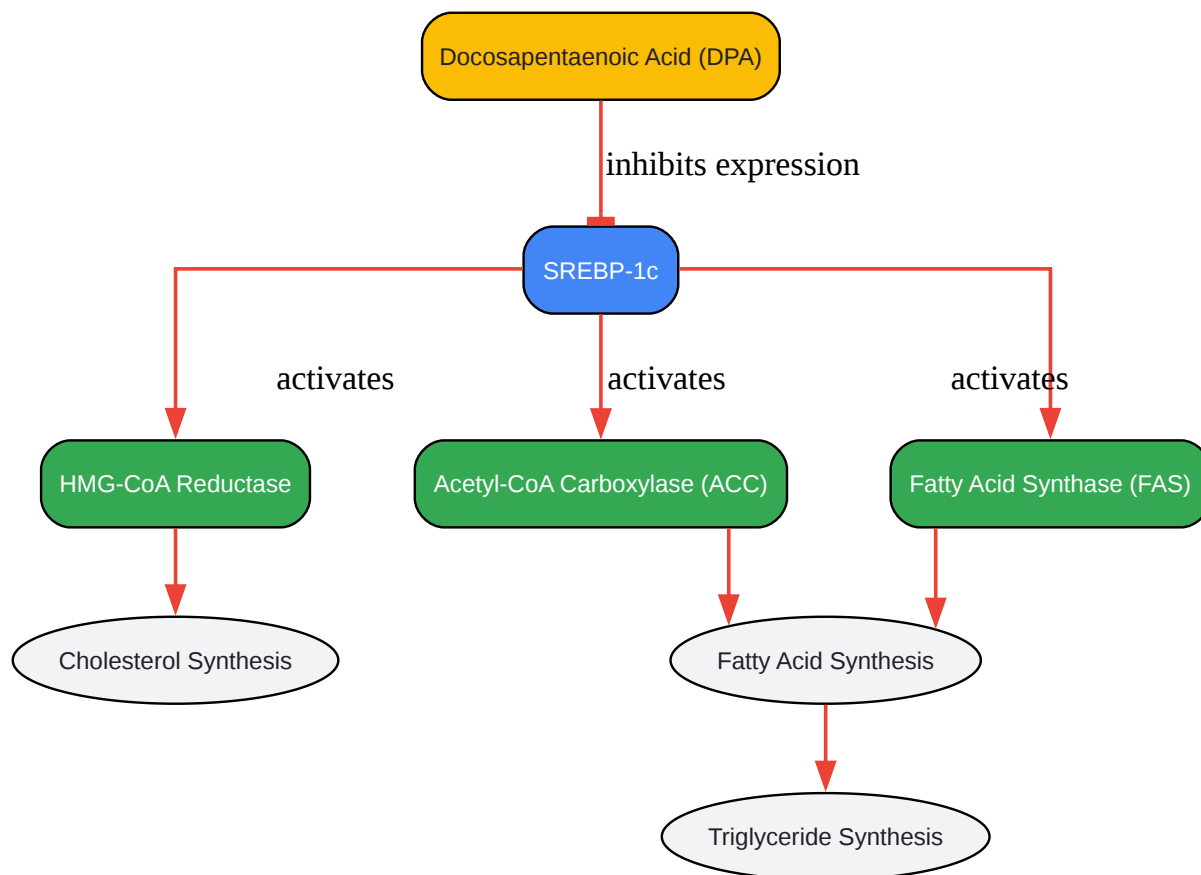 Docosapentaenoic Acid (DPA)
inhibits expression
SREBP-1c
activates
activates
activates
HMG-CoA Reductase
Acetyl-CoA Carboxylase (ACC)
Fatty Acid Synthase (FAS)
Cholesterol Synthesis
Fatty Acid Synthesis
Triglyceride Synthesis